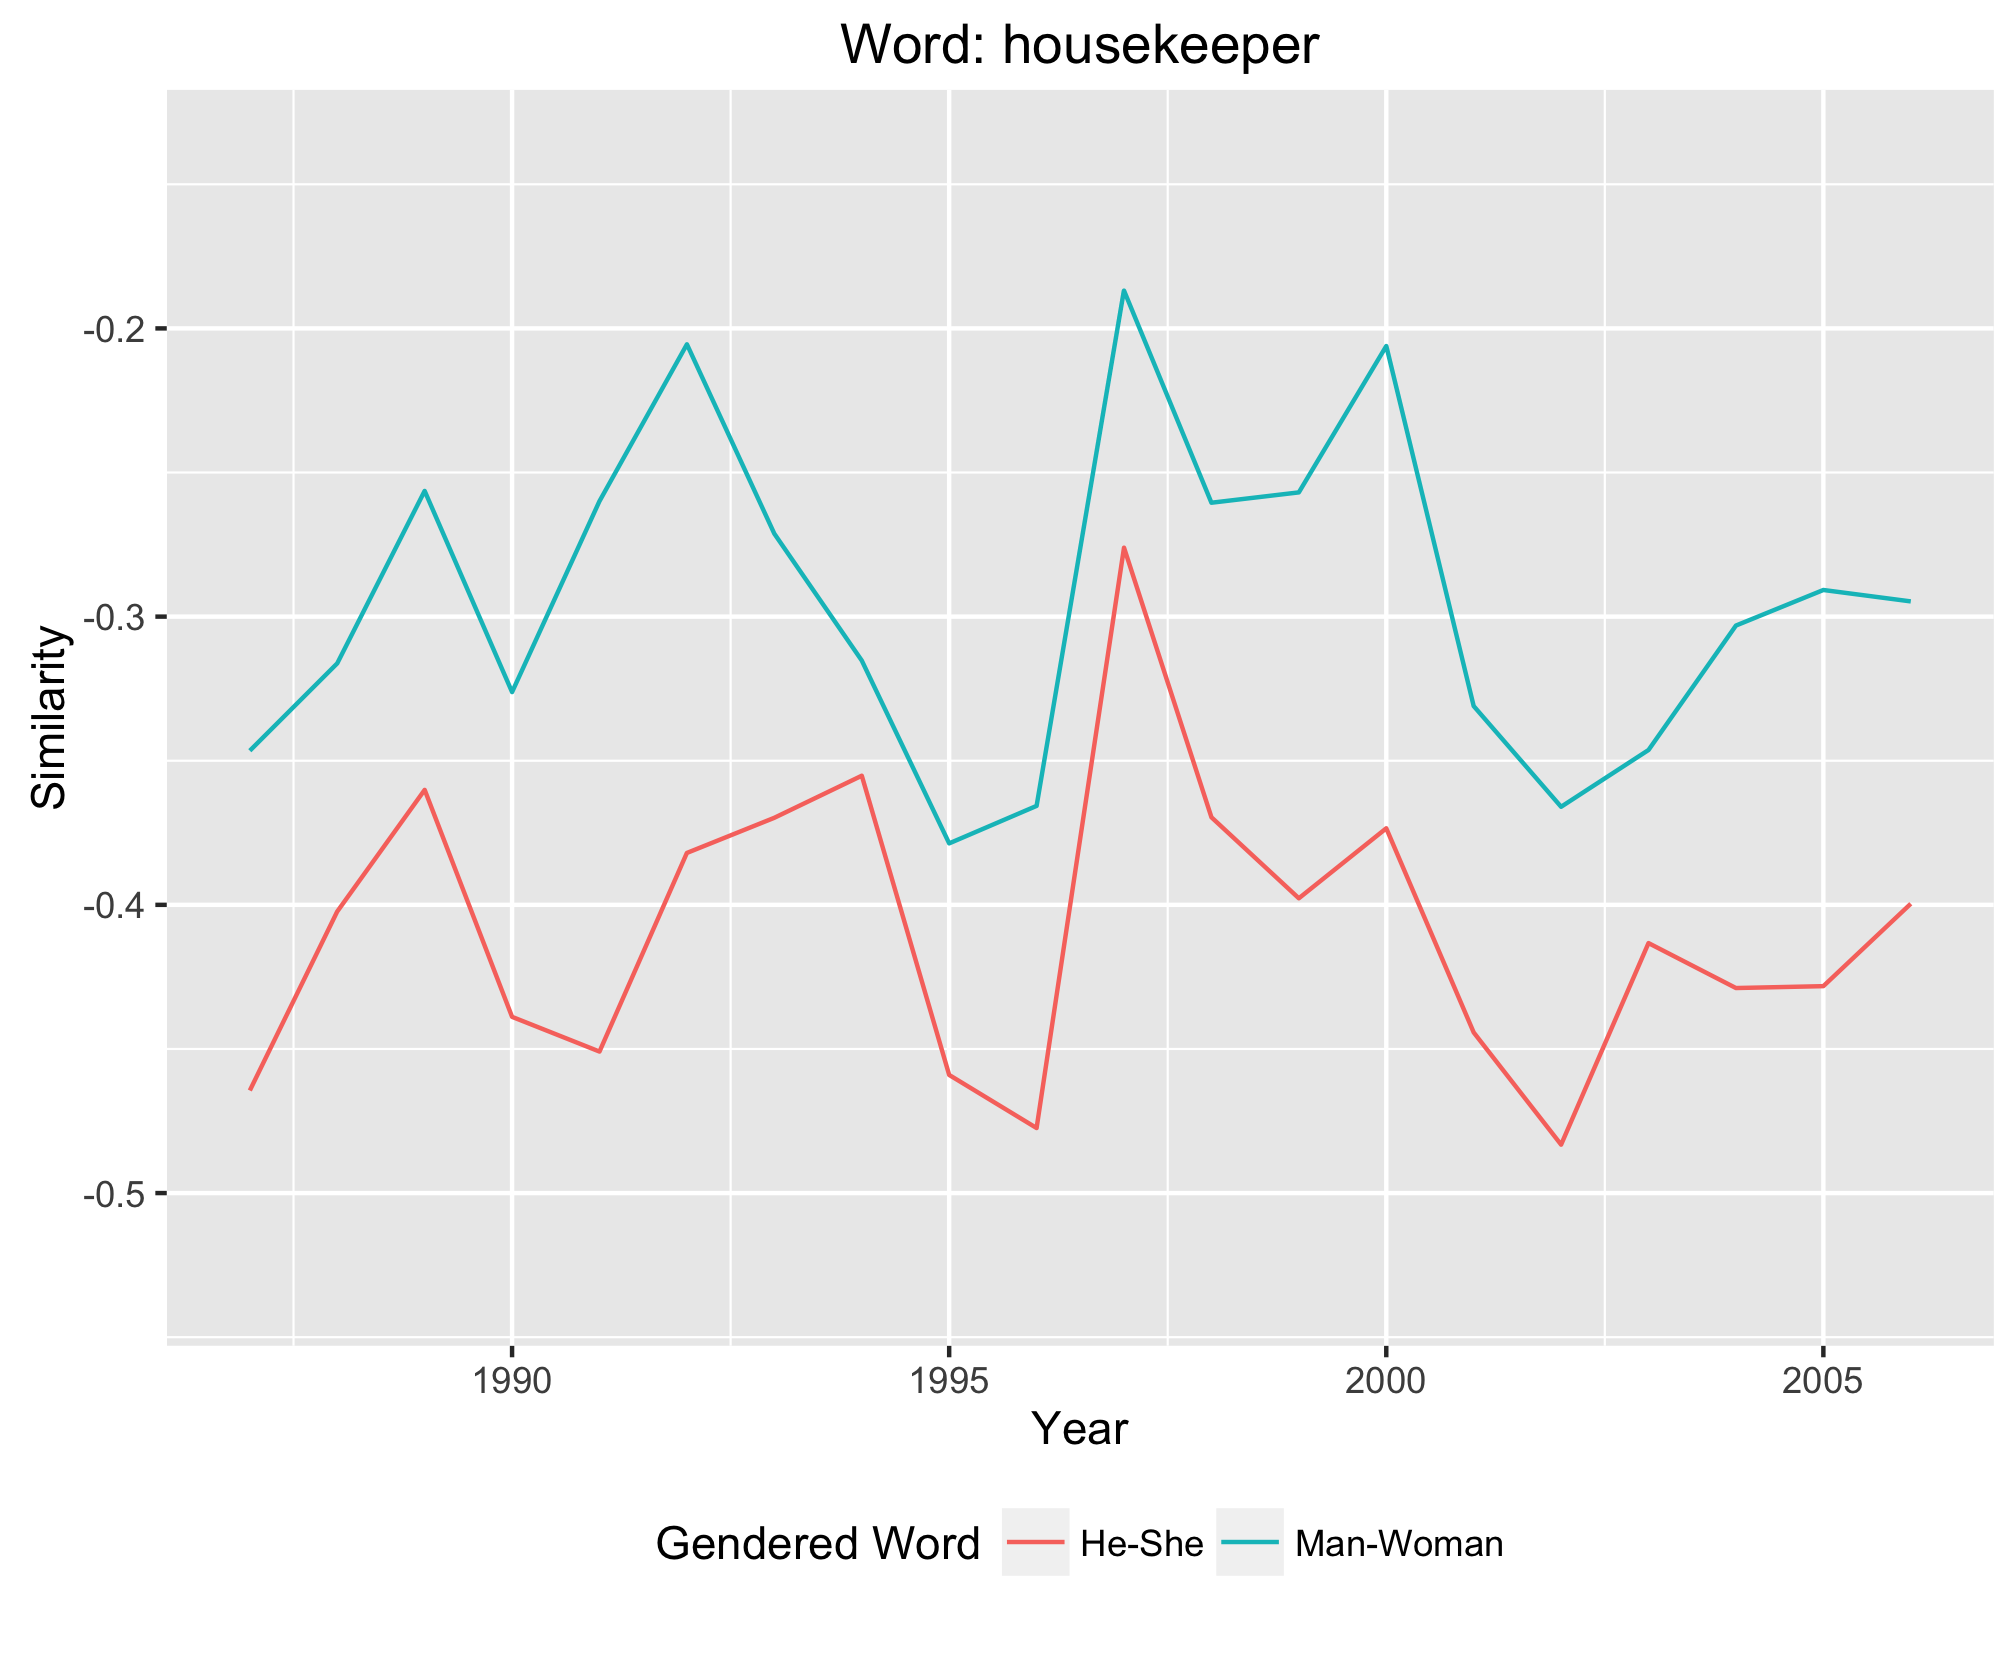 Word: housekeeper
Similarity
-0.2
-0.3
-0.4
-0.5
1990 1995 2000 2005
Year
Gendered Word He-She Man-Woman